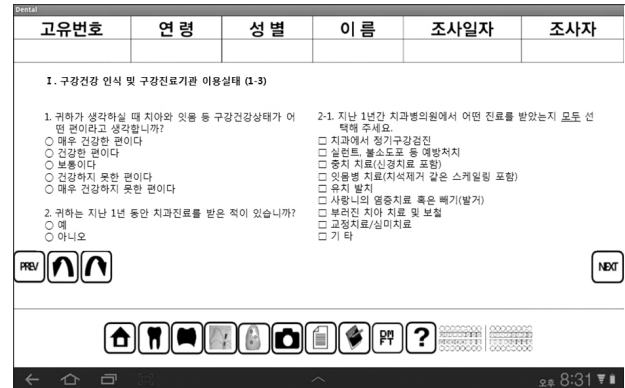 Dental
고유번호 연 령 성 별 이 름 조사일자 조사자
I. 구강건강 인식 및 구강진료기관 이용실태 (1-3)
1. 귀하가 생각하실 때 치아와 잇몸 등 구강건강상태가 어
떤 편이라고 생각합니까?
○ 매우 건강한 편이다
○ 건강한 편이다
○ 보통이다
○ 건강하지 못한 편이다
○ 매우 건강하지 못한 편이다
2. 귀하는 지난 1년 동안 치과진료를 받은 적이 있습니까?
○ 예
○ 아니오
2-1. 지난 1년간 치과병의원에서 어떤 진료를 받았는지 모두 선
택해 주세요.
□ 치과에서 정기구강검진
□ 실런트, 불소도포 등 예방처치
□ 충치 치료(신경치료 포함)
□ 잇몸병 치료(치석제거 같은 스케일링 포함)
□ 유치 발치
□ 사랑니의 염증치료 혹은 빼기(발거)
□ 부러진 치아 치료 및 보철
□ 교정치료/심미치료
□ 기 타
PREV
NEXT
DM
FT
?
오후 8:31